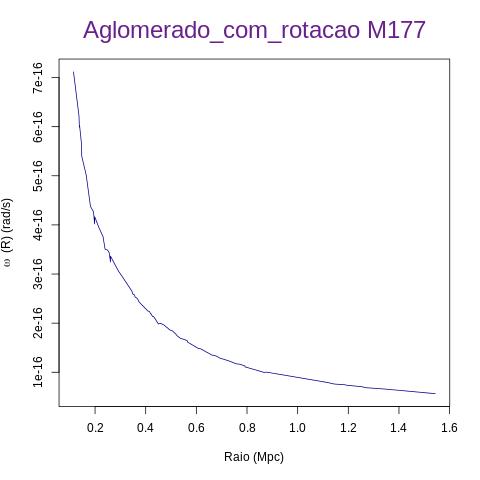 Aglomerado_com_rotacao M177
ω (R) (rad/s)
7e-16
6e-16
5e-16
4e-16
3e-16
2e-16
1e-16
0.2 0.4 0.6 0.8 1.0 1.2 1.4 1.6
Raio (Mpc)